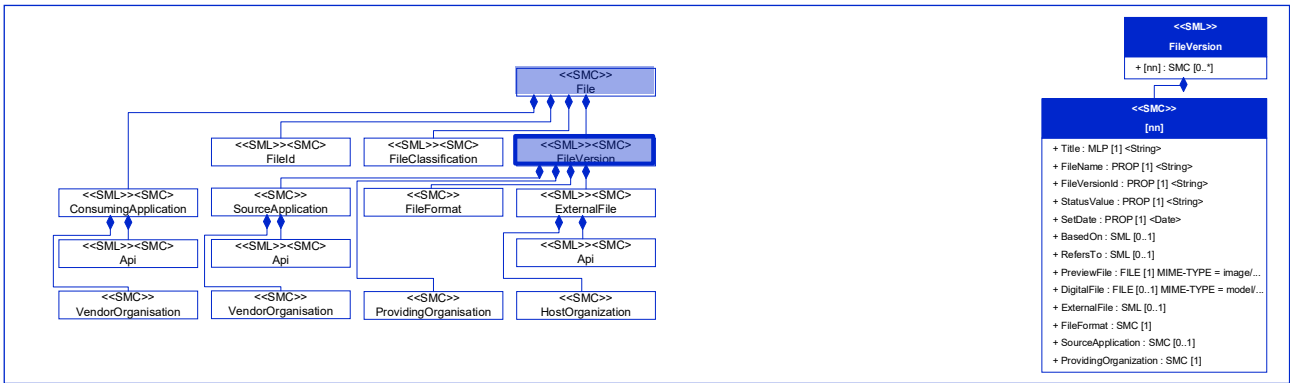 <<SML>>
FileVersion
+ [nn] : SMC [0..*]
<<SMC>>
File
<<SMC>>
[nn]
<<SML>><SMC>
FileId
<<SML>><SMC>
FileClassification
<<SML>><SMC>
FileVersion
<<SML>><SMC>
ConsumingApplication
<<SML>><SMC>
SourceApplication
<<SMC>>
FileFormat
<<SML>><SMC>
ExternalFile
<<SML>><SMC>
Api
<<SML>><SMC>
Api
<<SML>><SMC>
Api
<<SMC>>
VendorOrganisation
<<SMC>>
VendorOrganisation
<<SMC>>
ProvidingOrganisation
<<SMC>>
HostOrganization
+ Title : MLP [1] <String>
+ FileName : PROP [1] <String>
+ FileVersionId : PROP [1] <String>
+ StatusValue : PROP [1] <String>
+ SetDate : PROP [1] <Date>
+ BasedOn : SML [0..1]
+ RefersTo : SML [0..1]
+ PreviewFile : FILE [1] MIME-TYPE = image/...
+ DigitalFile : FILE [0..1] MIME-TYPE = model/...
+ ExternalFile : SML [0..1]
+ FileFormat : SMC [1]
+ SourceApplication : SMC [0..1]
+ ProvidingOrganization : SMC [1]